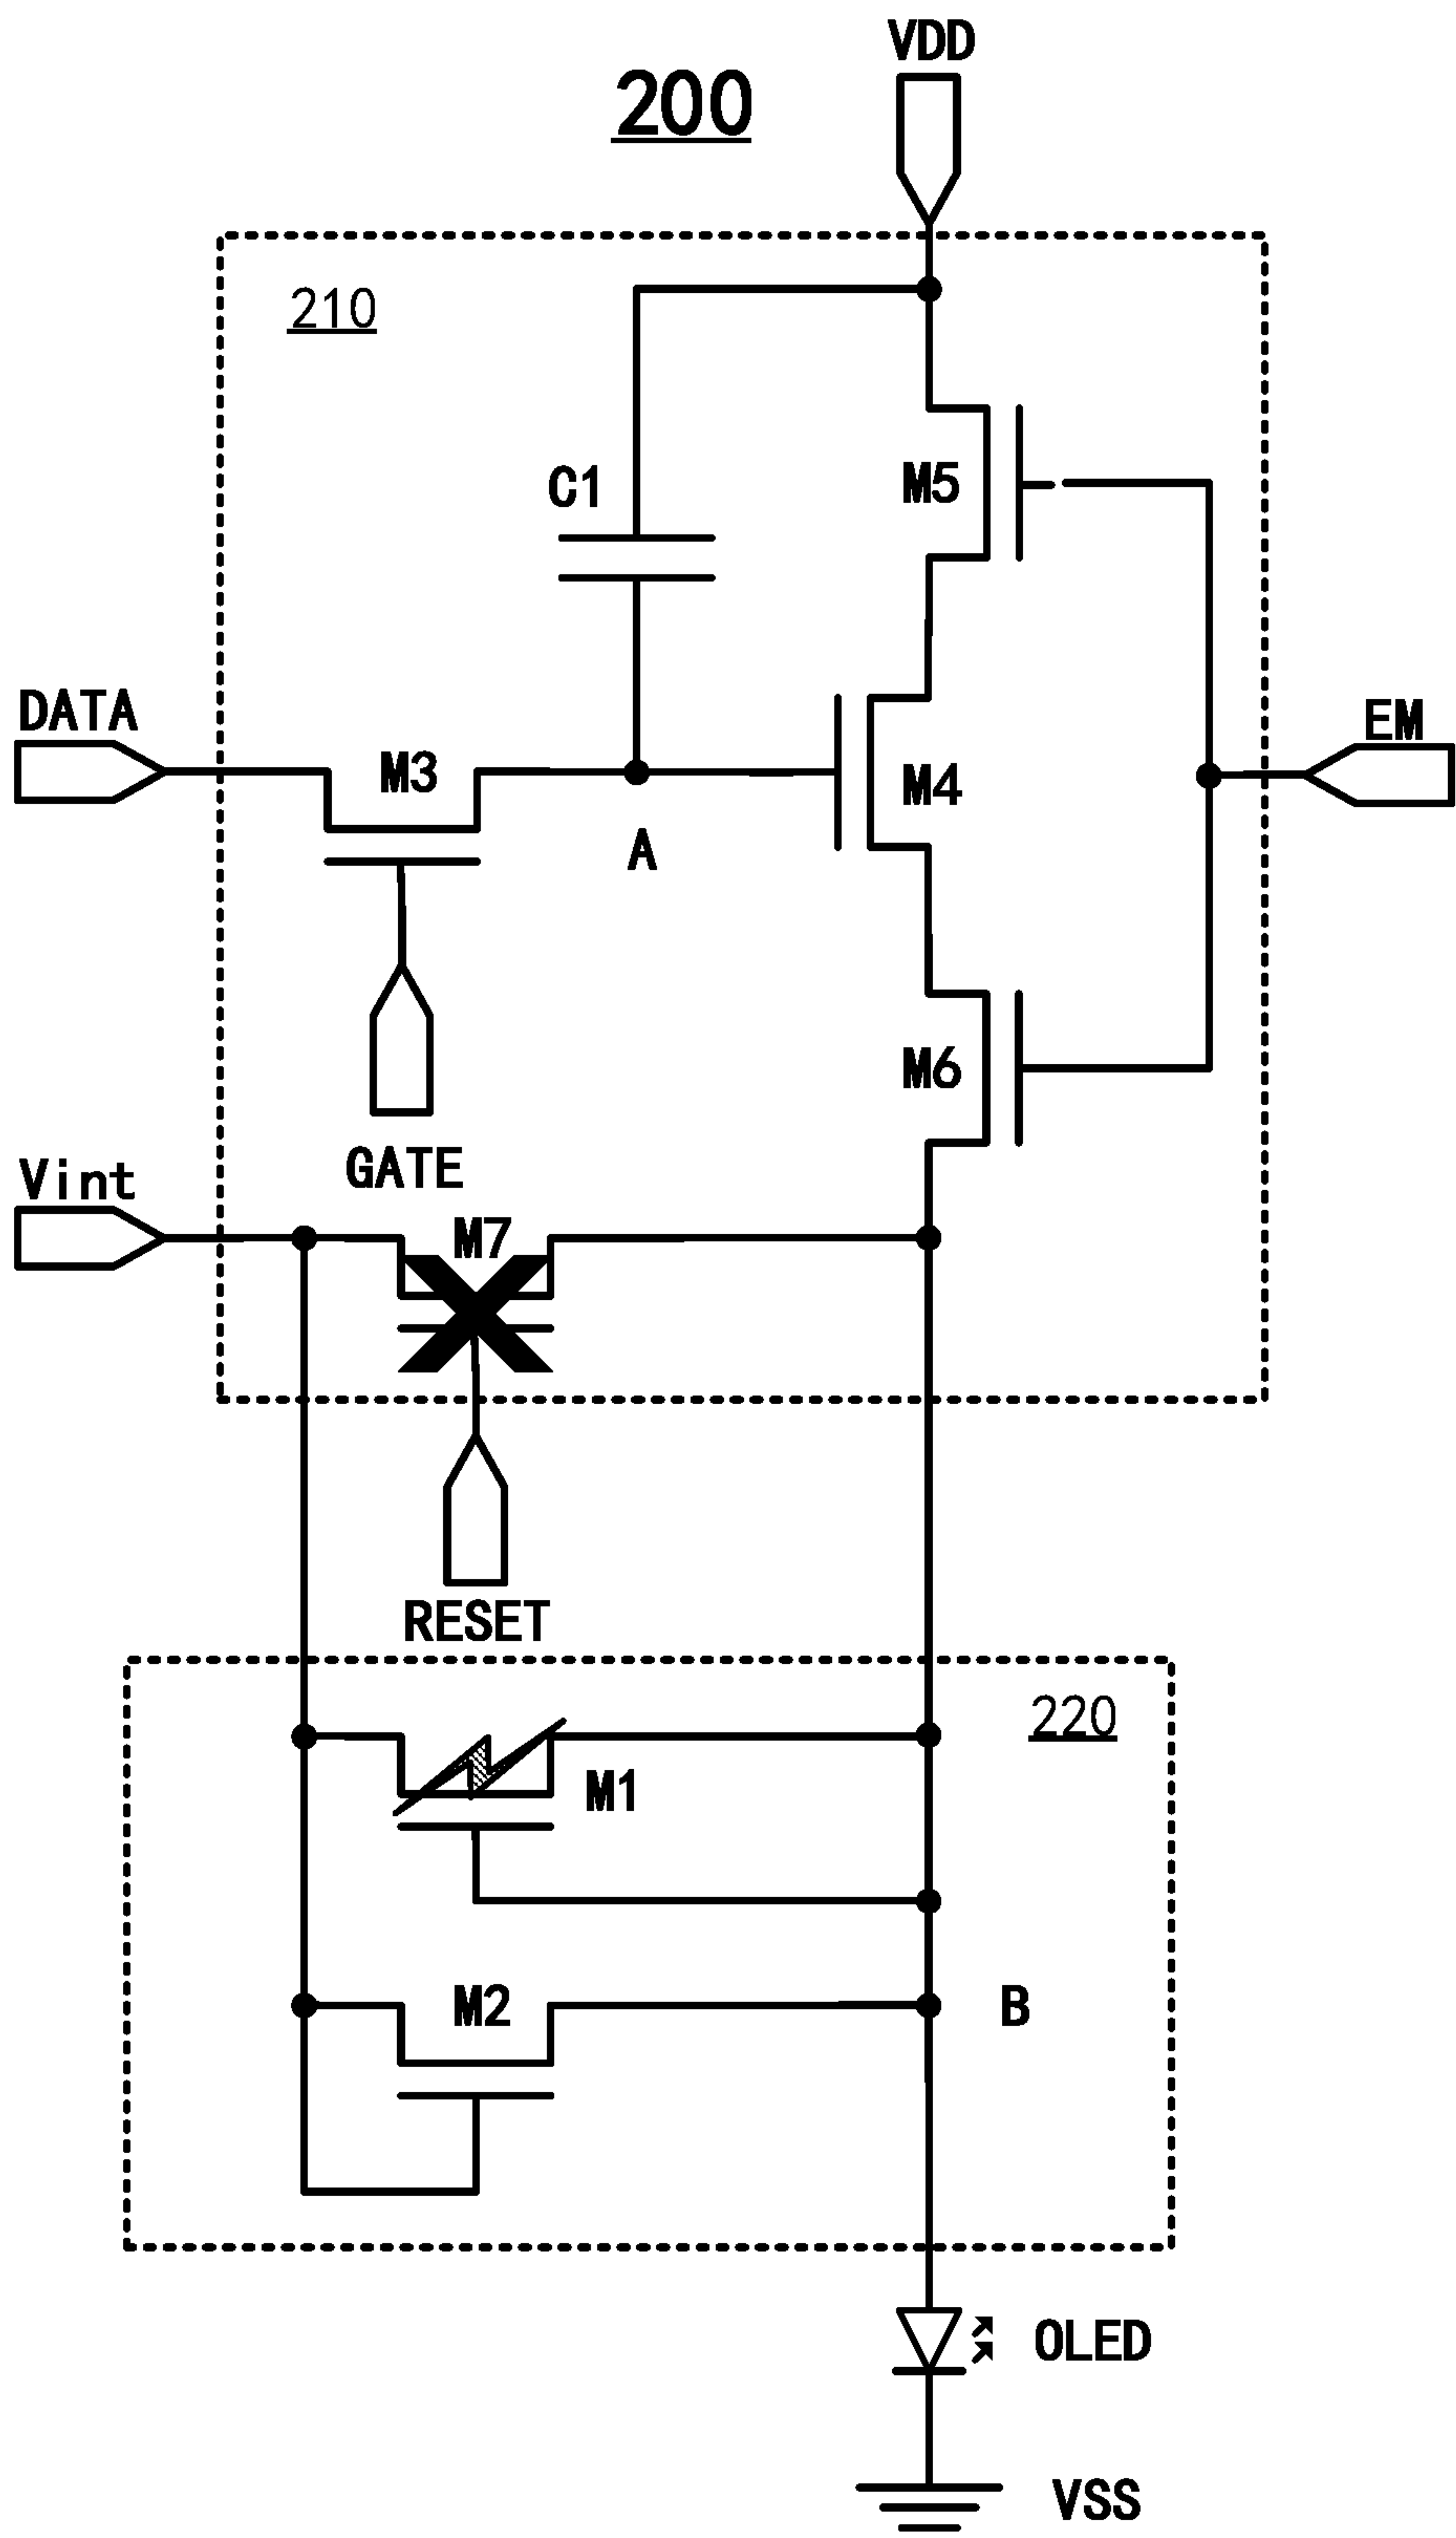 VDD
200
210
C1
M5
DATA
M3
M4
EM
A
M6
GATE
Vint
M7
RESET
220
M1
M2
B
OLED
VSS